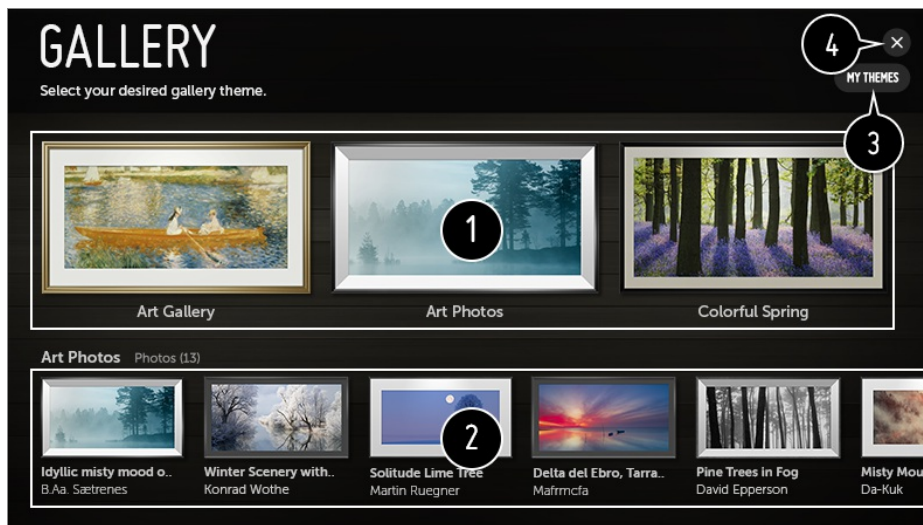 GALLERY
Select your desired gallery theme.
4
MY THEMES
3
1
Art Gallery
Art Photos
Colorful Spring
Art Photos Photos (13)
2
Idyllic misty mood o..
B.Aa. Sætrenes
Winter Scenery with..
Konrad Wothe
Solitude Lime Tree
Martin Ruegner
Delta del Ebro, Tarra..
Mafrmcfa
Pine Trees in Fog
David Epperson
Misty Mou
Da-Kuk